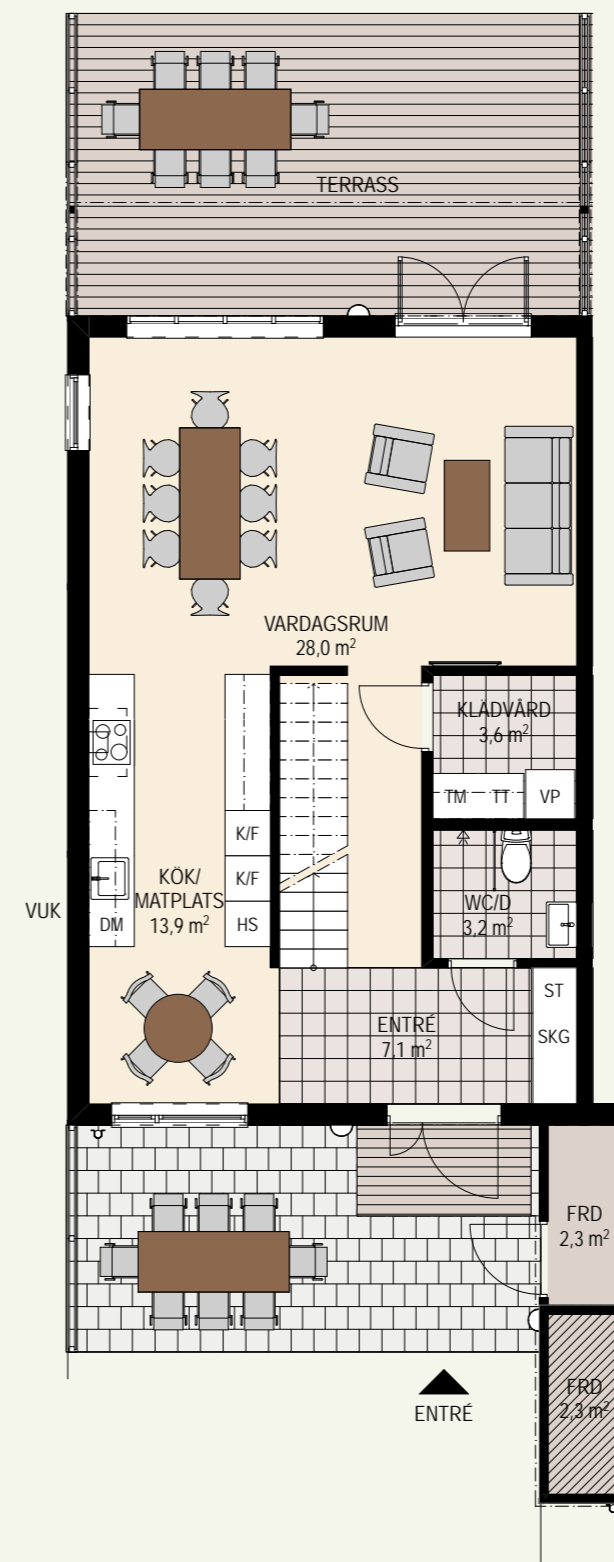 TERRASS
VARDAGSRUM
28,0 m²
KLÄDVÅRD
3,6 m²
TM TT VP
K/F
K/F
HS
KÖK/
MATPLATS
13,9 m²
VUK
DM
WC/D
3,2 m²
ST
SKG
ENTRÉ
7,1 m²
FRD
2,3 m²
ENTRÉ
FRD
2,3 m²